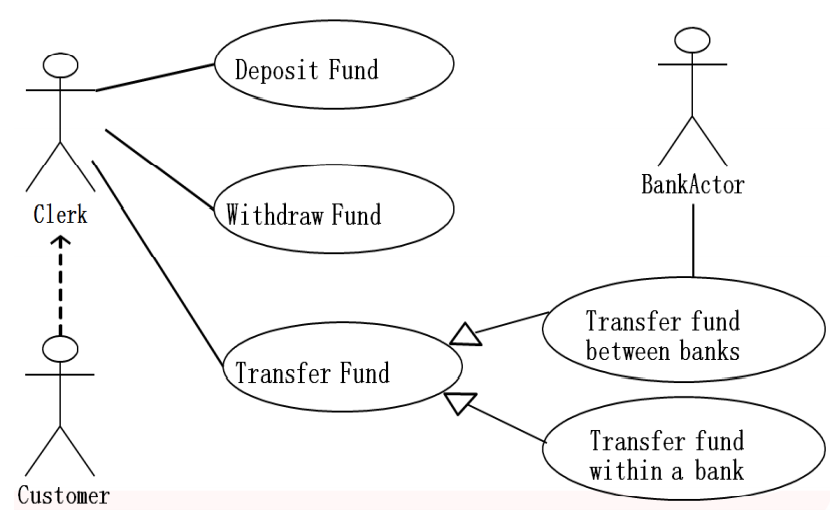 Deposit Fund
BankActor
Clerk
Withdraw Fund
Transfer fund
between banks
Transfer Fund
Transfer fund
within a bank
Customer